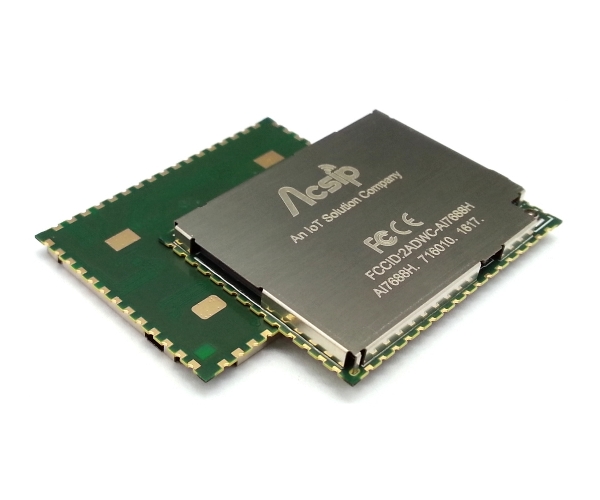 Acsip
An IoT Solution Company
FC CE
FCCID:2ADWC-AI7688H
AI7688H. 716010. 1617.